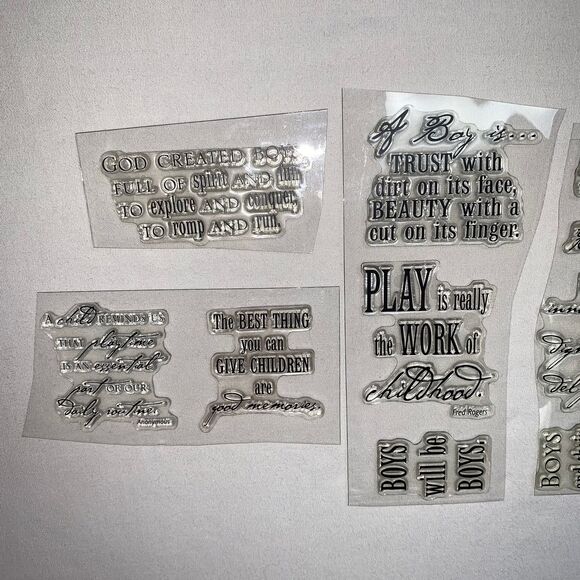 GOD CREATED BOYS
FULL OF spirit AND fun
TO explore AND conquer,
TO romp AND run.
A child REMINDS US
THAT playtime
IS AN essential
part OF OUR
daily routine.
Anonymous
The BEST THING
you can
GIVE CHILDREN
are
good memories.
A Boy is....
TRUST with
dirt on its face,
BEAUTY with a
cut on its finger.
PLAY is really
the WORK of
childhood.
Fred Rogers
BOYS
will be
BOYS.
BOYS